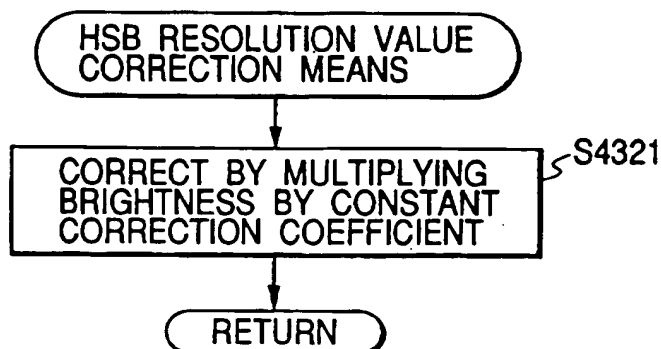 HSB RESOLUTION VALUE
CORRECTION MEANS
S4321
CORRECT BY MULTIPLYING
BRIGHTNESS BY CONSTANT
CORRECTION COEFFICIENT
RETURN